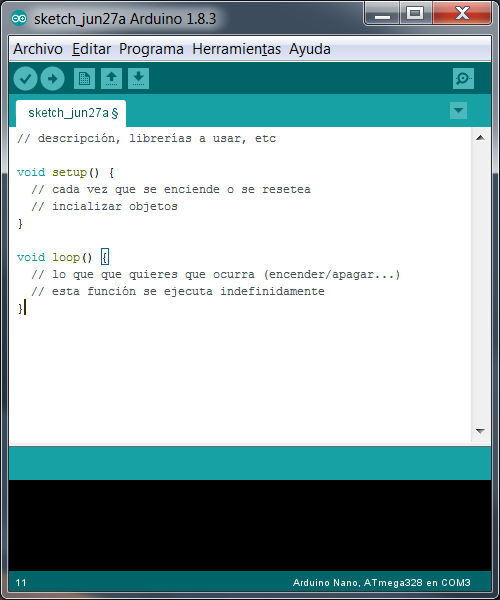 sketch_jun27a Arduino 1.8.3
Archivo Editar Programa Herramientas Ayuda
sketch_jun27a §
// descripción, librerías a usar, etc
void setup() {
// cada vez que se enciende o se resetea
// incializar objetos
}
void loop() {
// lo que que quieres que ocurra (encender/apagar...)
// esta función se ejecuta indefinidamente
}
11
Arduino Nano, ATmega328 en COM3